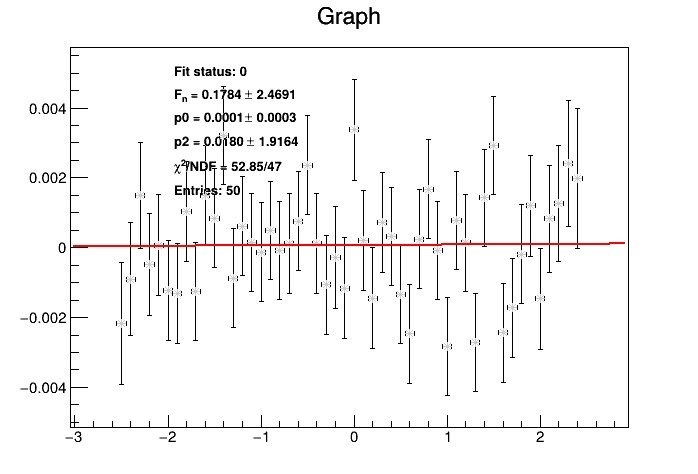 Graph
Fit status: 0
Fn = 0.1784 ± 2.4691
p0 = 0.0001 ± 0.0003
p2 = 0.0180 ± 1.9164
χ²/NDF = 52.85/47
Entries: 50
0.004
0.002
0
−0.002
−0.004
−3 −2 −1 0 1 2